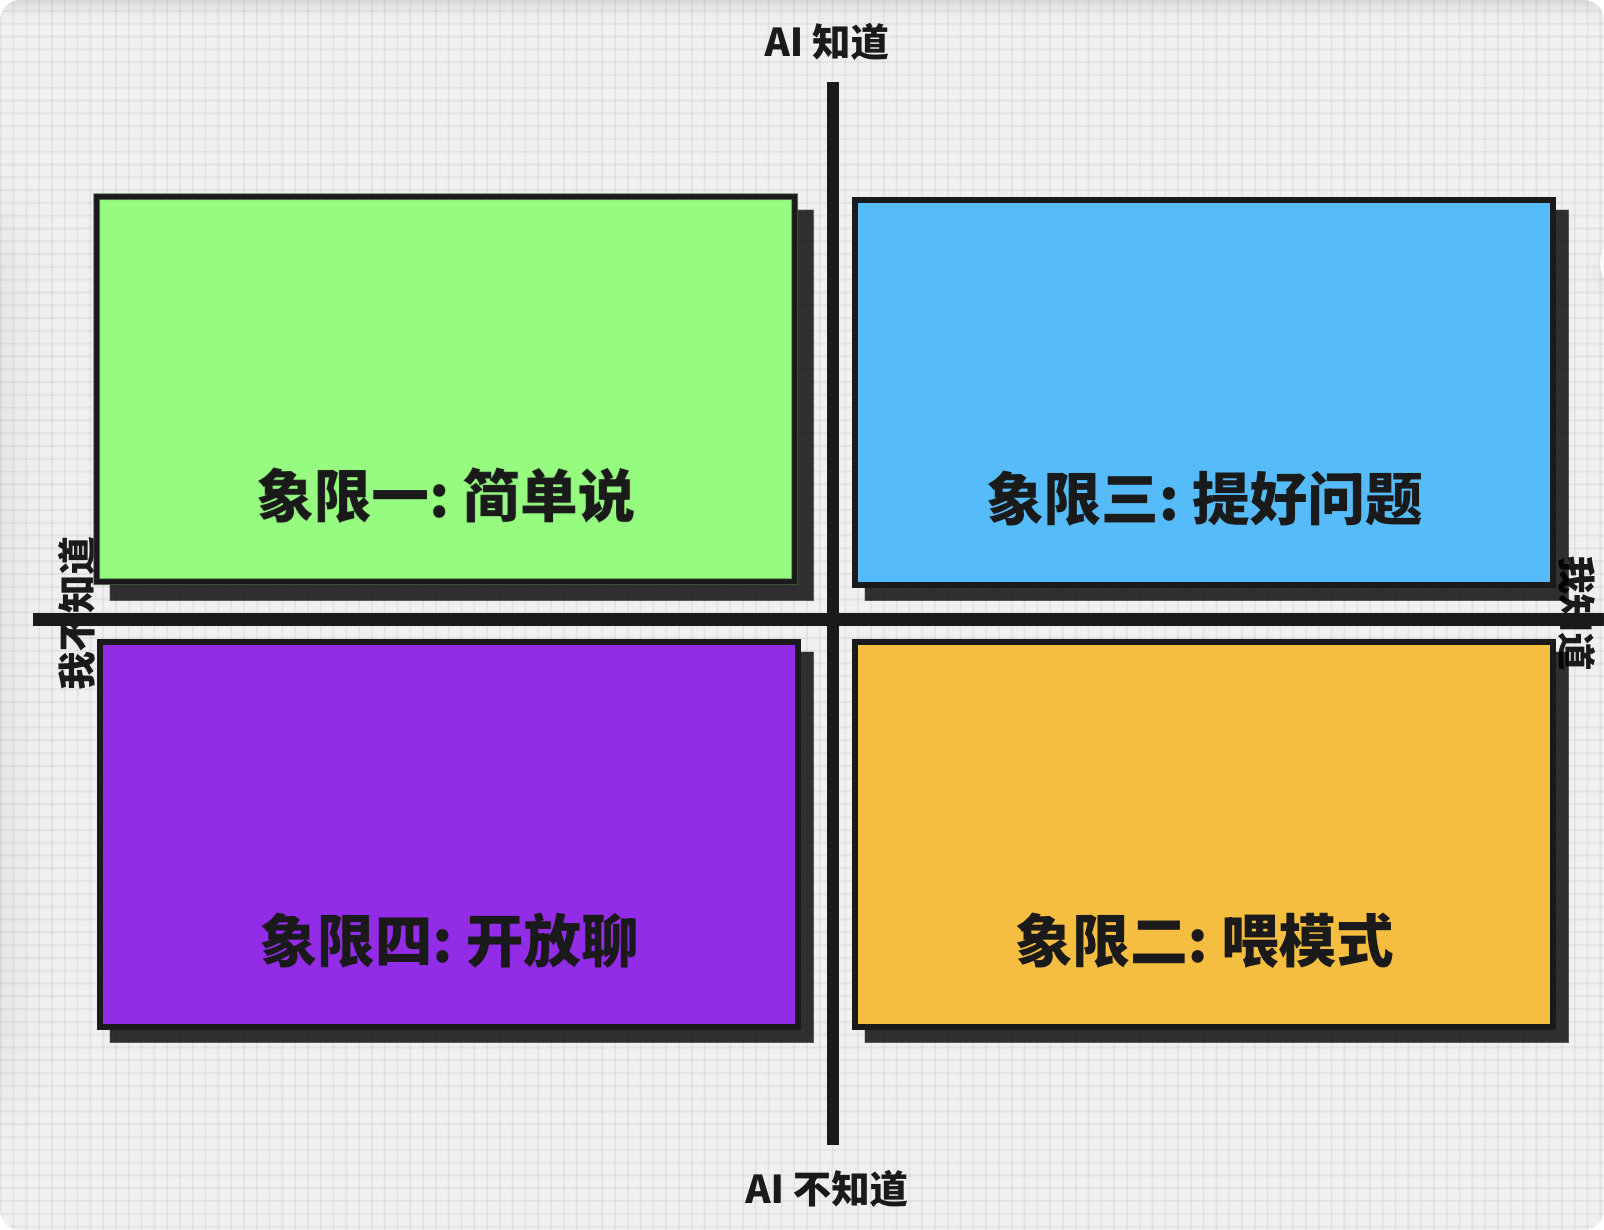 AI 知道
象限一: 简单说
象限三: 提好问题
我不知道
我知道
象限四: 开放聊
象限二: 喂模式
AI 不知道